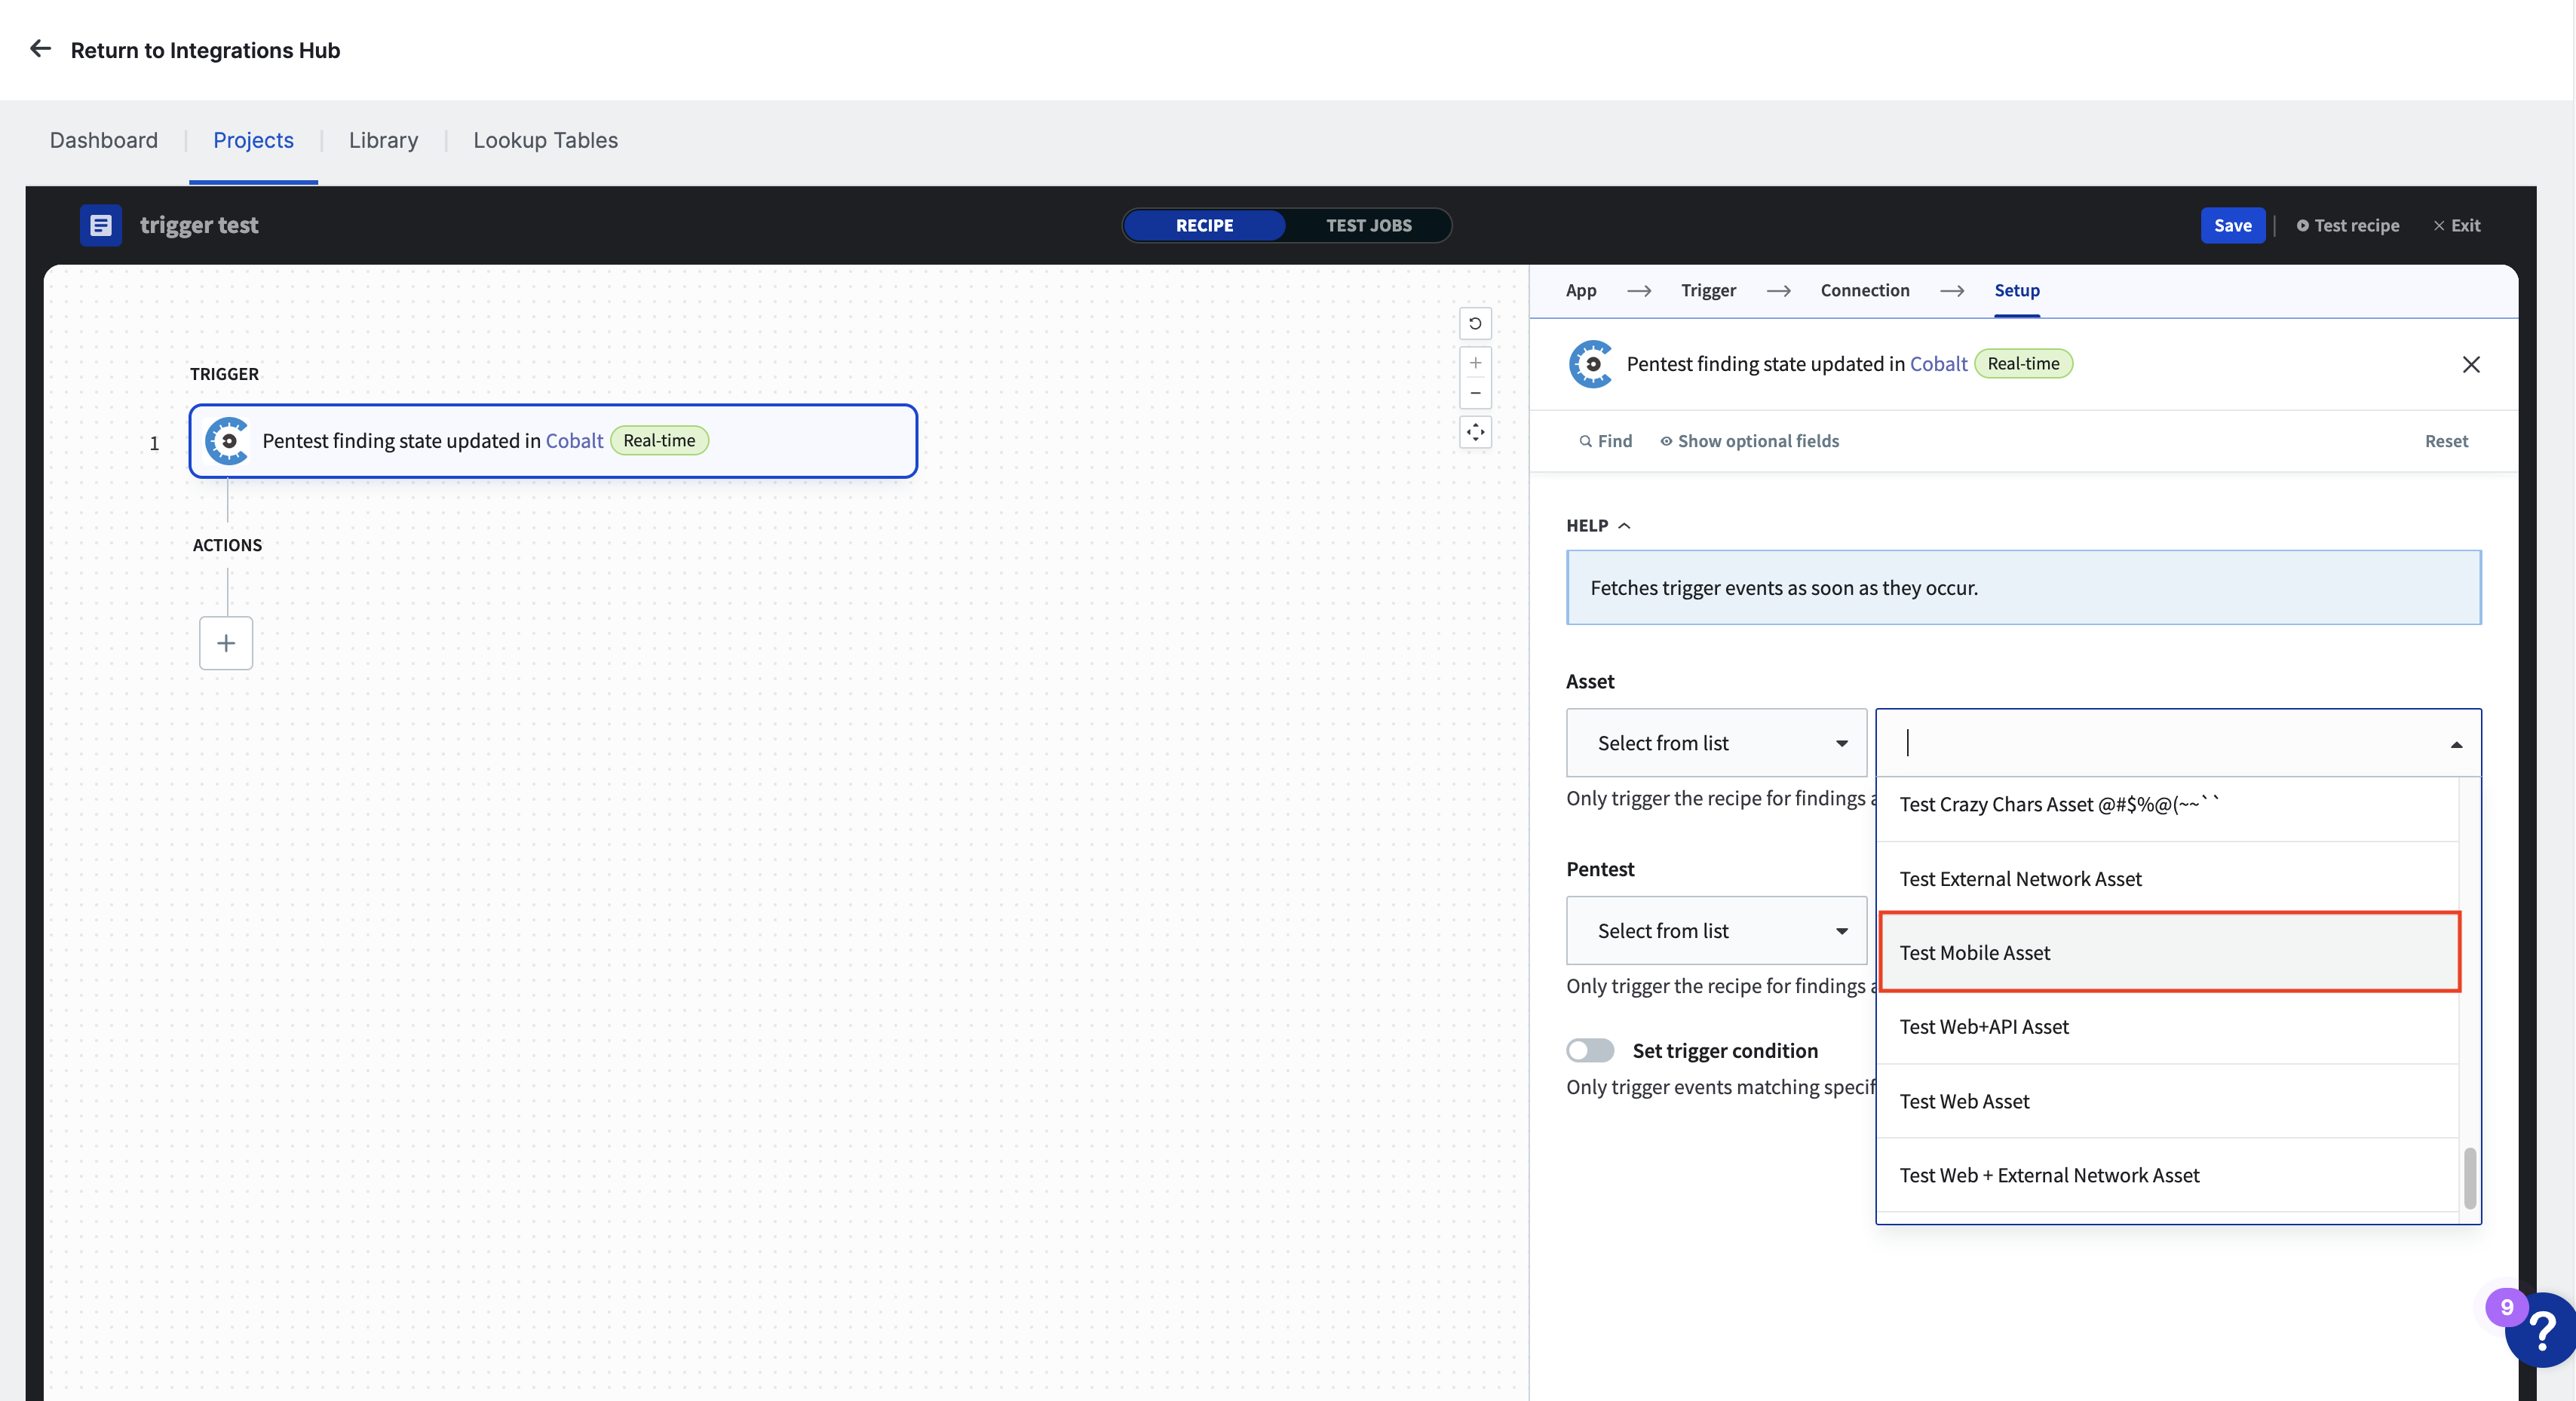 Return to Integrations Hub
Dashboard
Projects
Library
Lookup Tables
trigger test
RECIPE
TEST JOBS
Save
Test recipe
Exit
TRIGGER
1
Pentest finding state updated in Cobalt Real-time
ACTIONS
App
Trigger
Connection
Setup
Pentest finding state updated in Cobalt Real-time
Find
Show optional fields
Reset
HELP
Fetches trigger events as soon as they occur.
Asset
Select from list
Only trigger the recipe for findings
Test Crazy Chars Asset @#$%@(~~``
Test External Network Asset
Test Mobile Asset
Test Web+API Asset
Test Web Asset
Test Web + External Network Asset
Pentest
Select from list
Only trigger the recipe for findings
Set trigger condition
Only trigger events matching
9
?